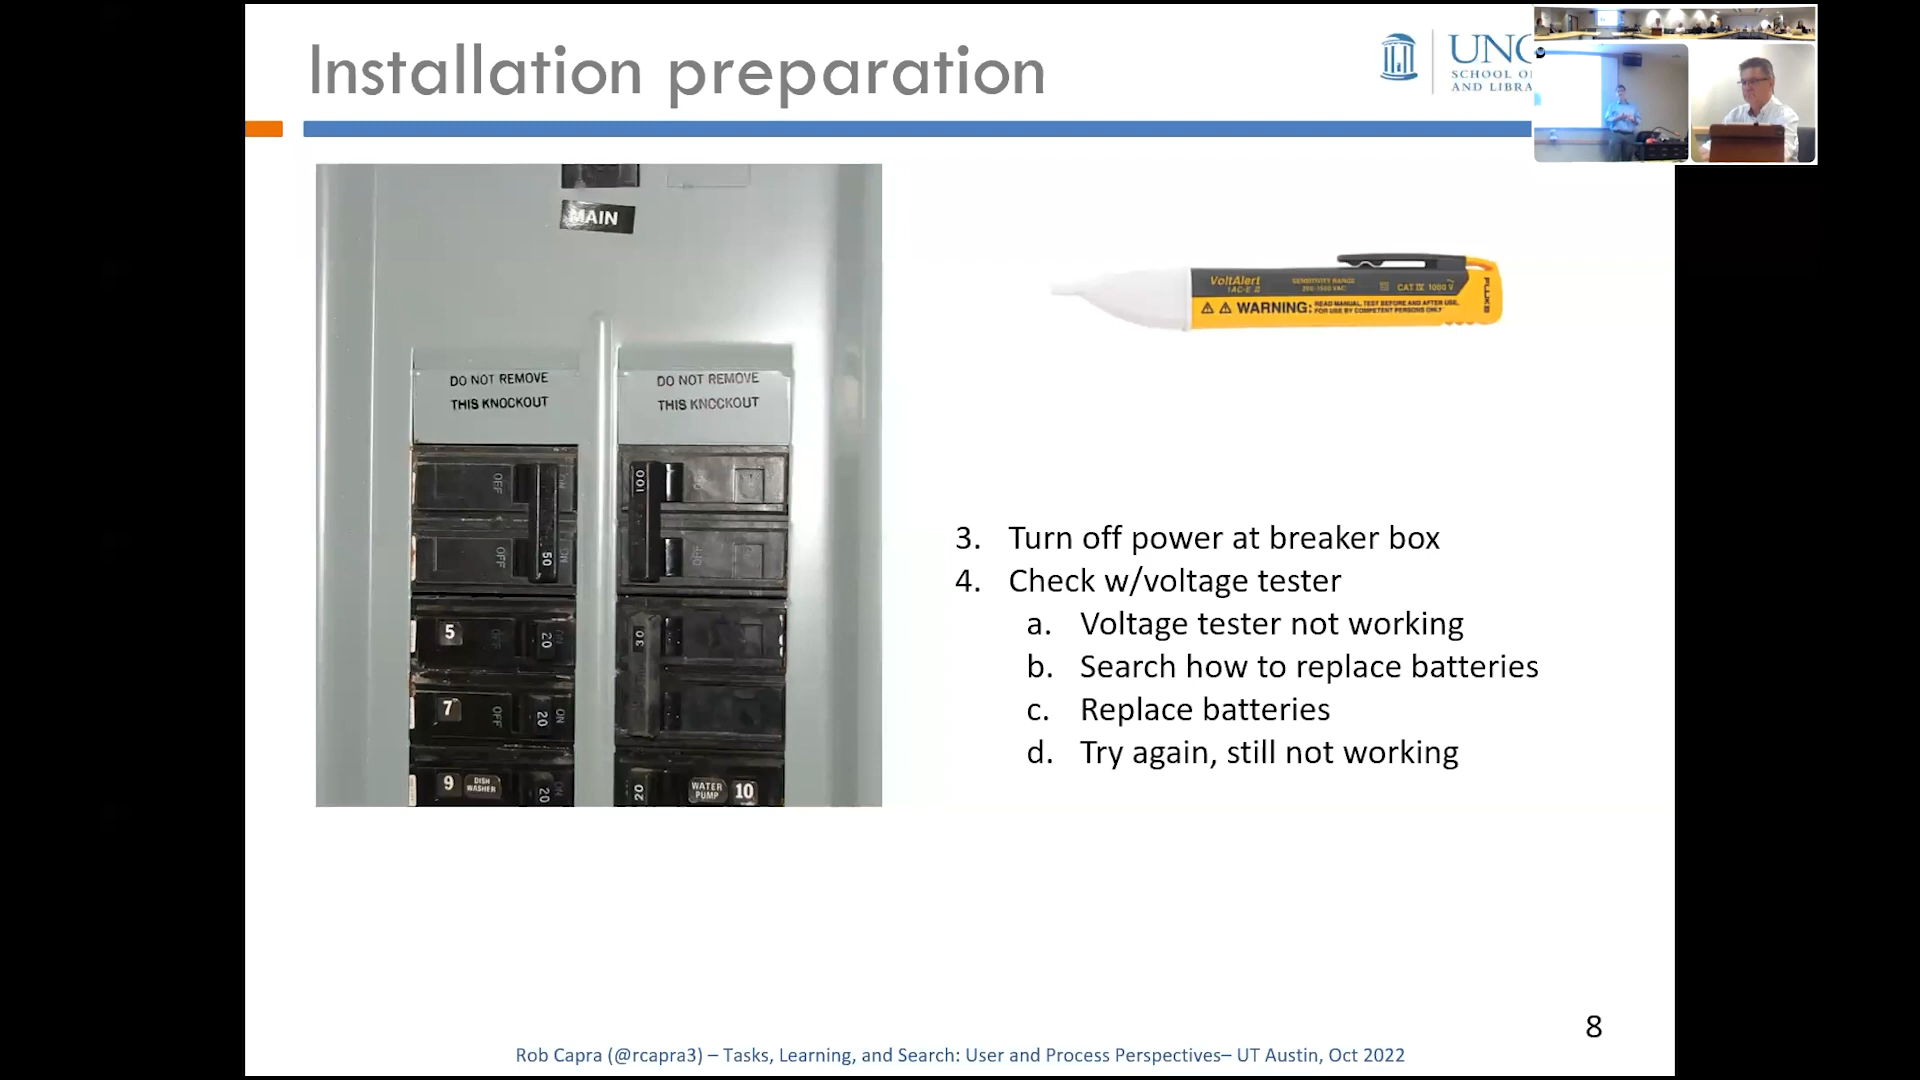 Installation preparation
UNC
SCHOOL O
AND LIBRA
MAIN
DO NOT REMOVE
THIS KNOCKOUT
DO NOT REMOVE
THIS KNOCKOUT
OFF
ON
OFF
ON
50
100
OFF
OFF
5
OFF
20
ON
30
7
OFF
20
ON
9
DISH
WASHER
20
ON
20
WATER
PUMP
10
VoltAlert
1AC-E II
SENSITIVITY RANGE
CAT IV 1000 V
FLUKE
WARNING:
READ MANUAL, TEST BEFORE AND AFTER USE,
FOR USE BY COMPETENT PERSONS ONLY
3. Turn off power at breaker box
4. Check w/voltage tester
a. Voltage tester not working
b. Search how to replace batteries
c. Replace batteries
d. Try again, still not working
8
Rob Capra (@rcapra3) – Tasks, Learning, and Search: User and Process Perspectives– UT Austin, Oct 2022